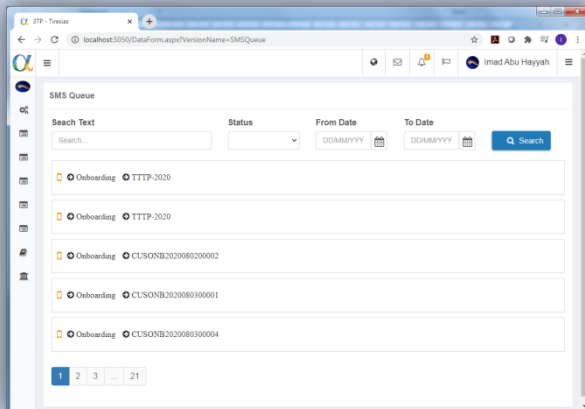 3TP - Tiresias
localhost:5050/DataForm.aspx?VersionName=SMSQueue
Imad Abu Hayyah
SMS Queue
Seach Text Status From Date To Date
Search... DD/MM/YYY DD/MM/YYY Search
Onboarding TTTP-2020
Onboarding TTTP-2020
Onboarding CUSONB2020080200002
Onboarding CUSONB2020080300001
Onboarding CUSONB2020080300004
1 2 3 ... 21